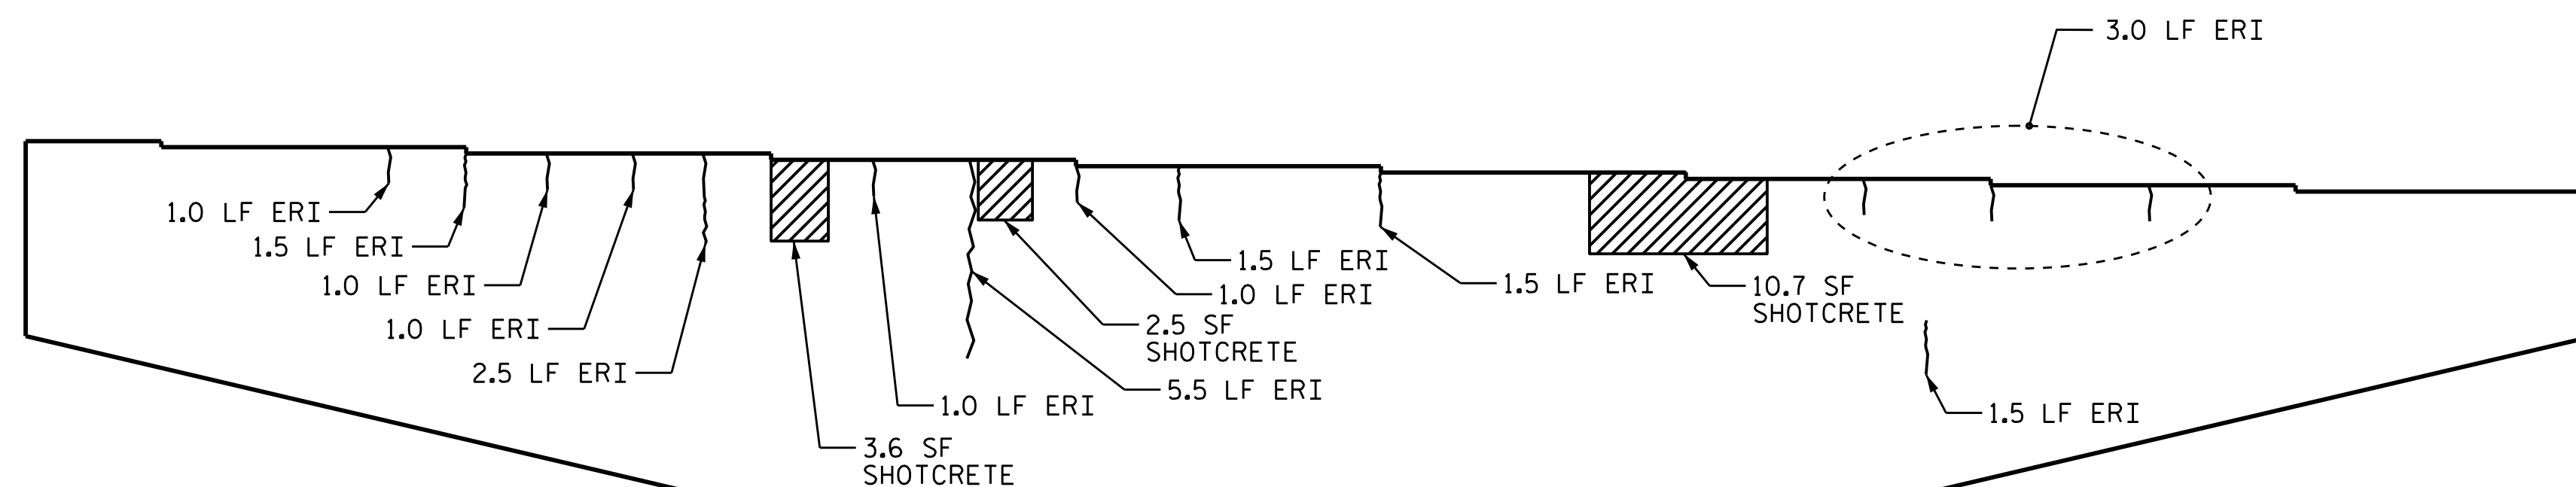 3.0 LF ERI
1.0 LF ERI
1.5 LF ERI
1.0 LF ERI
1.0 LF ERI
2.5 LF ERI
3.6 SF
SHOTCRETE
1.0 LF ERI
5.5 LF ERI
2.5 SF
SHOTCRETE
1.0 LF ERI
1.5 LF ERI
1.5 LF ERI
10.7 SF
SHOTCRETE
1.5 LF ERI